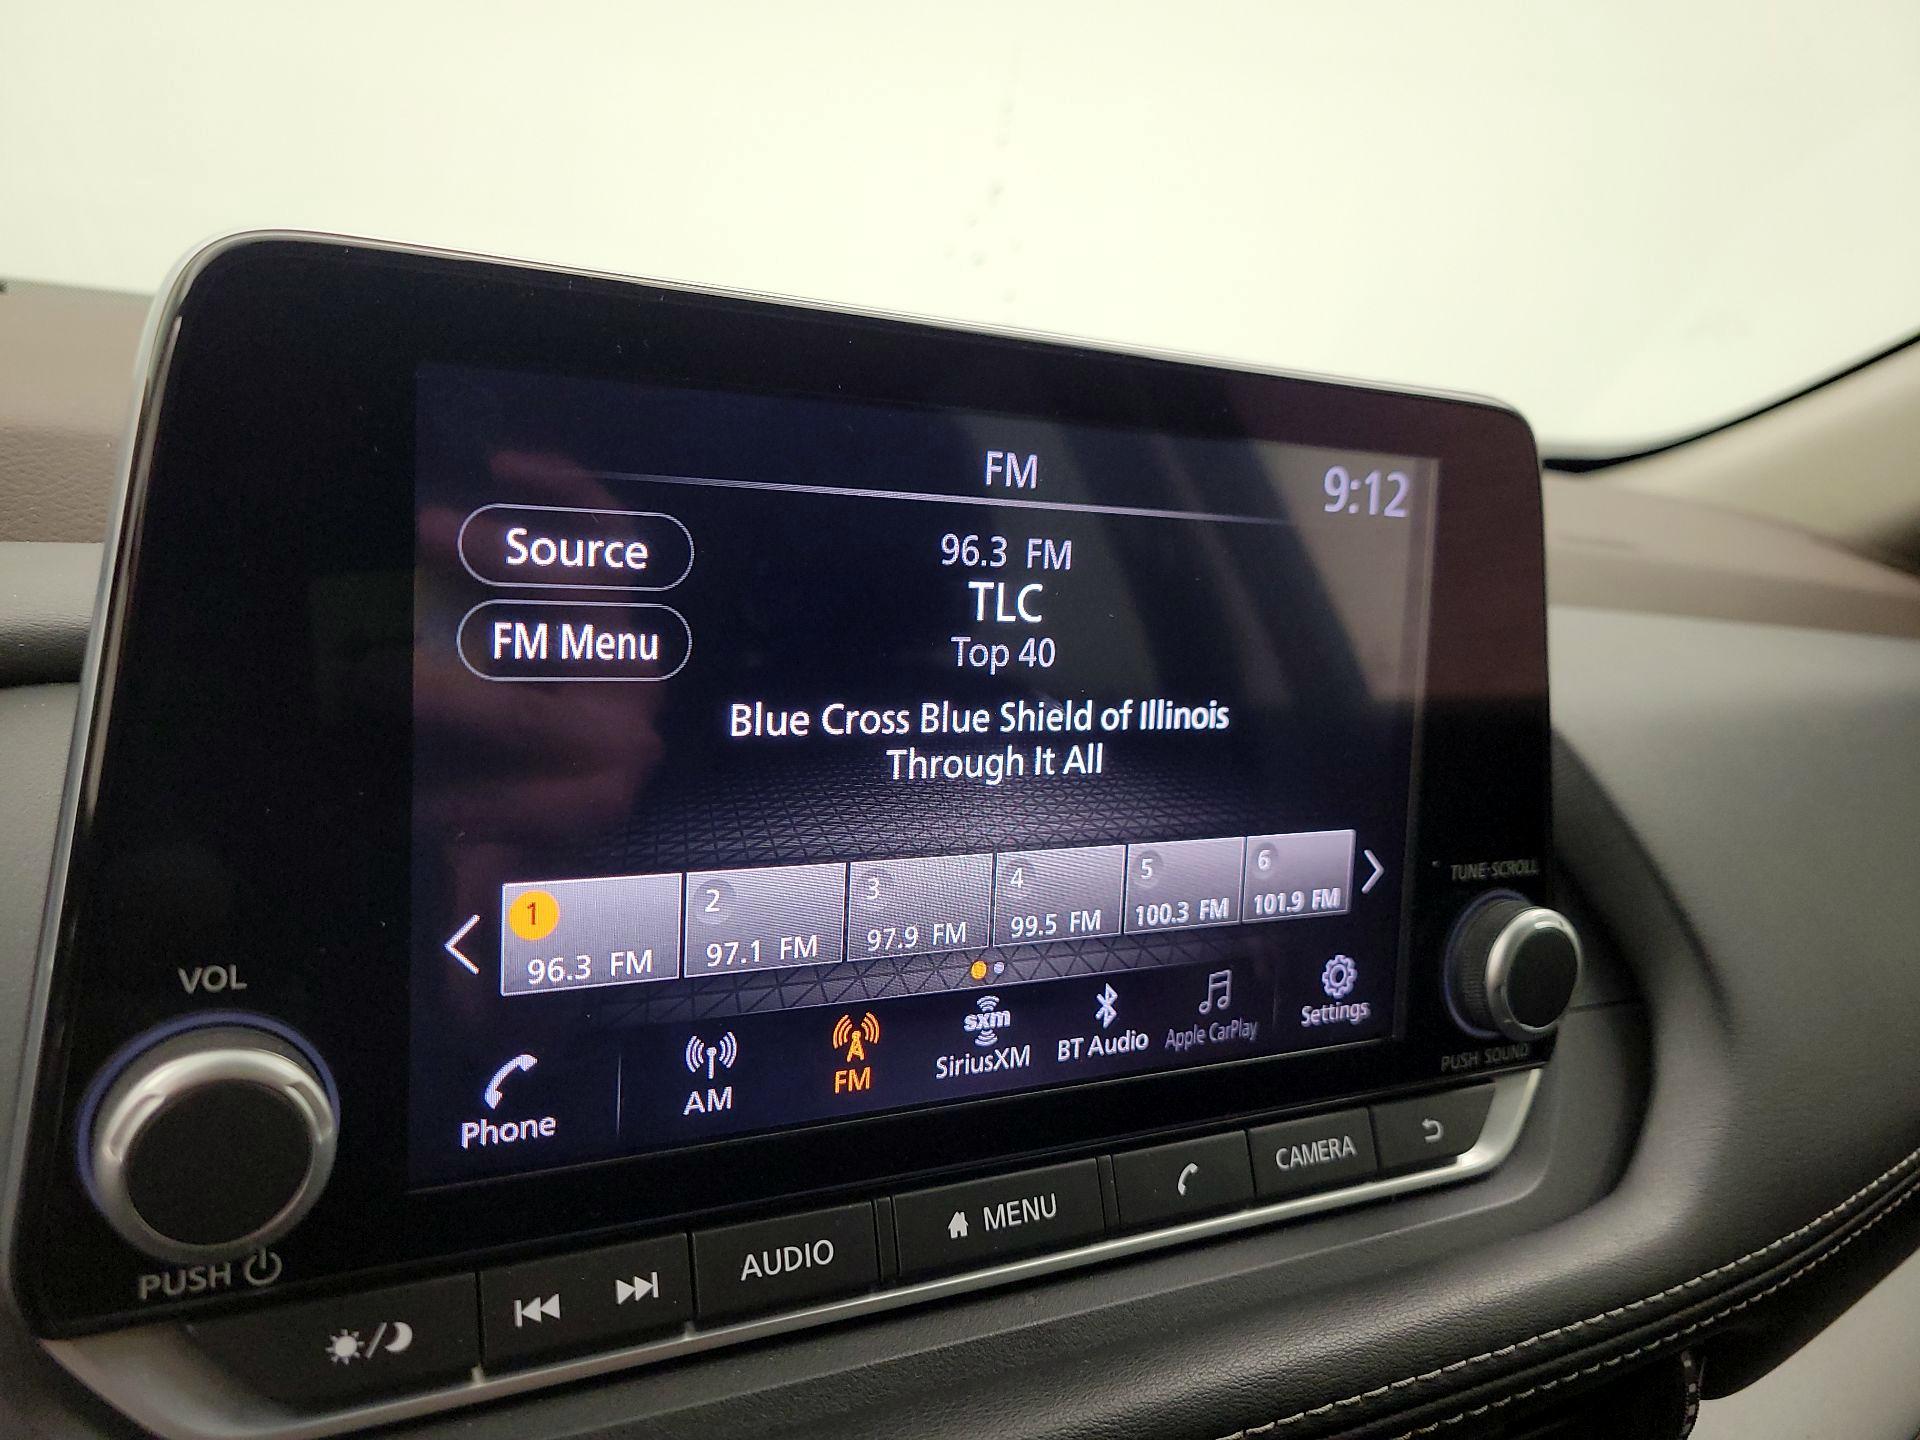 FM
9:12
Source
96.3 FM
TLC
FM Menu
Top 40
Blue Cross Blue Shield of Illinois
Through It All
1
96.3 FM
2
97.1 FM
3
97.9 FM
4
99.5 FM
5
100.3 FM
6
101.9 FM
Phone
AM
FM
sxm
SiriusXM
BT Audio
Apple CarPlay
Settings
VOL
PUSH
TUNE·SCROLL
PUSH SOUND
AUDIO
MENU
CAMERA